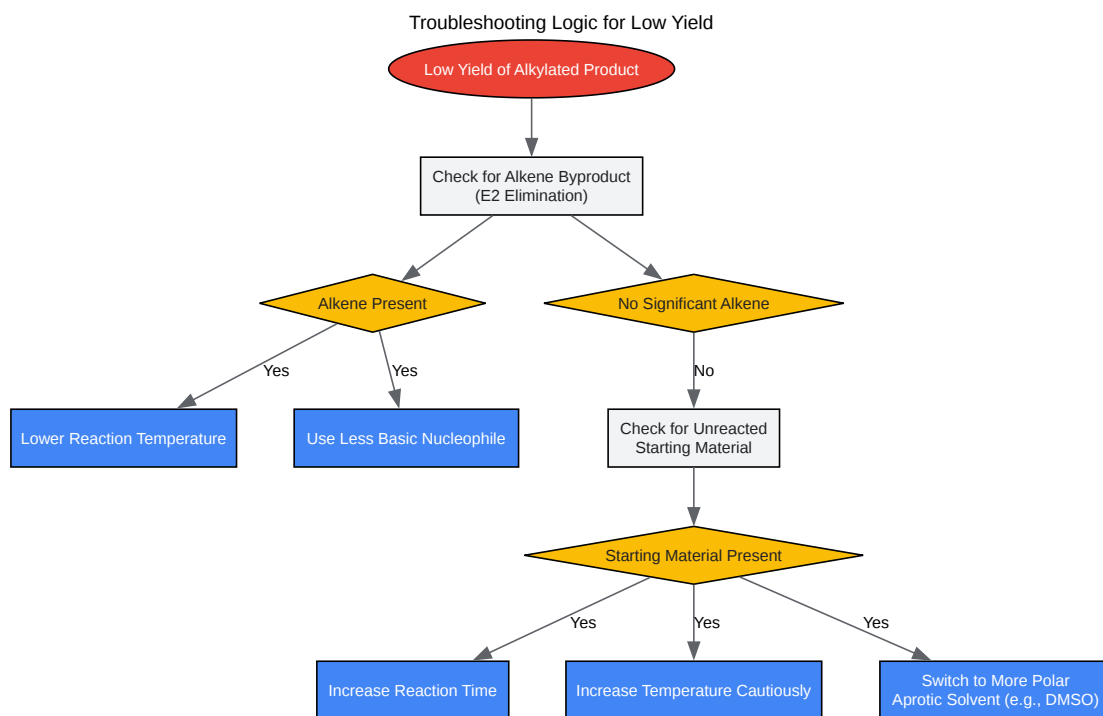 Troubleshooting Logic for Low Yield
Low Yield of Alkylated Product
Check for Alkene Byproduct
(E2 Elimination)
Alkene Present
No Significant Alkene
Yes
Yes
No
Lower Reaction Temperature
Use Less Basic Nucleophile
Check for Unreacted
Starting Material
Starting Material Present
Yes
Yes
Yes
Increase Reaction Time
Increase Temperature Cautiously
Switch to More Polar
Aprotic Solvent (e.g., DMSO)